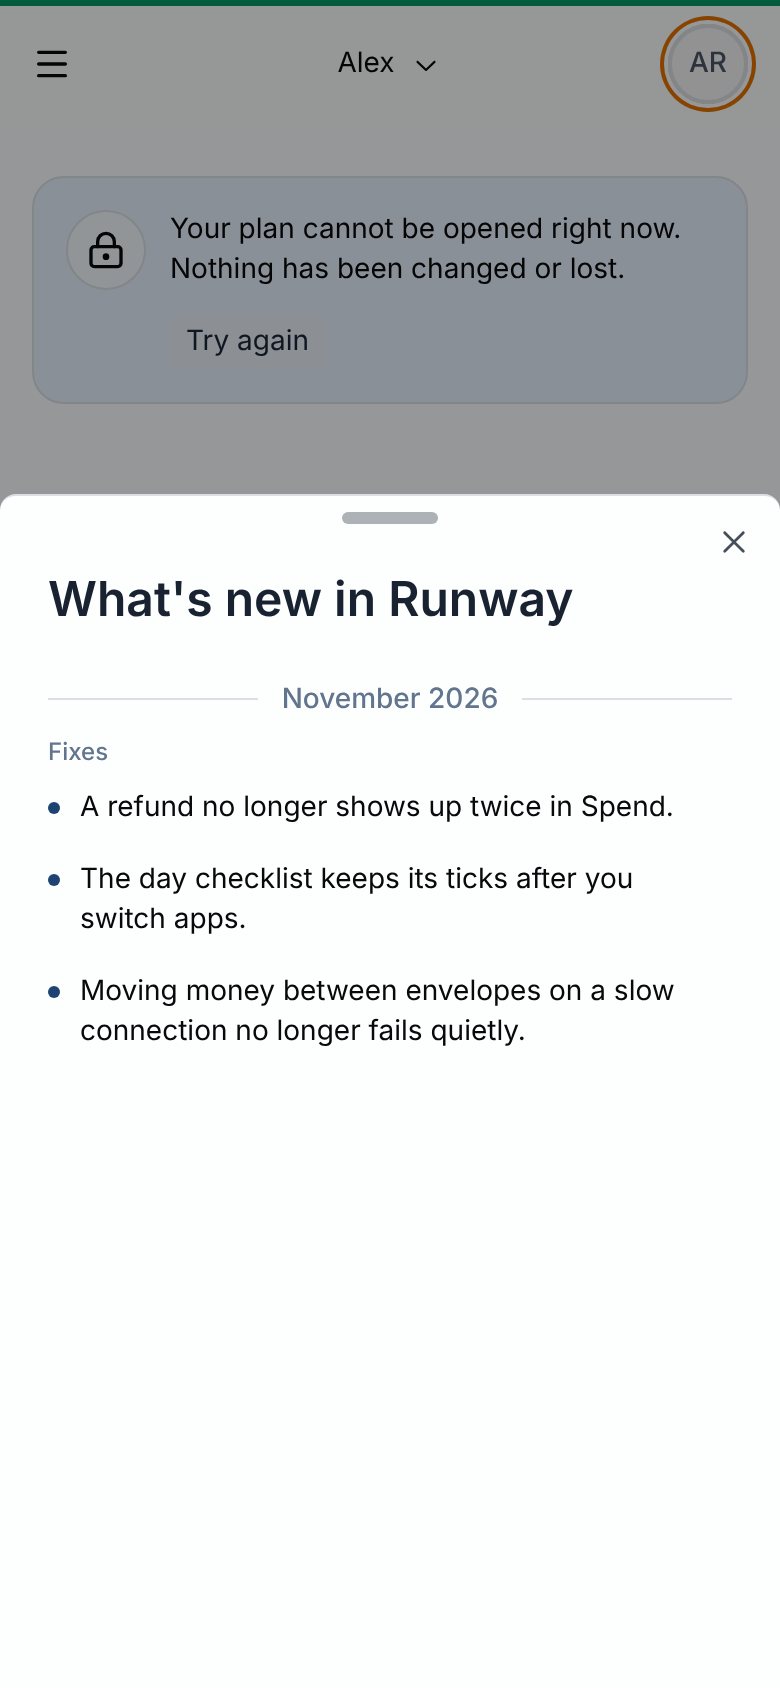 Alex
AR
Your plan cannot be opened right now.
Nothing has been changed or lost.
Try again
What's new in Runway
November 2026
Fixes
A refund no longer shows up twice in Spend.
The day checklist keeps its ticks after you
switch apps.
Moving money between envelopes on a slow
connection no longer fails quietly.